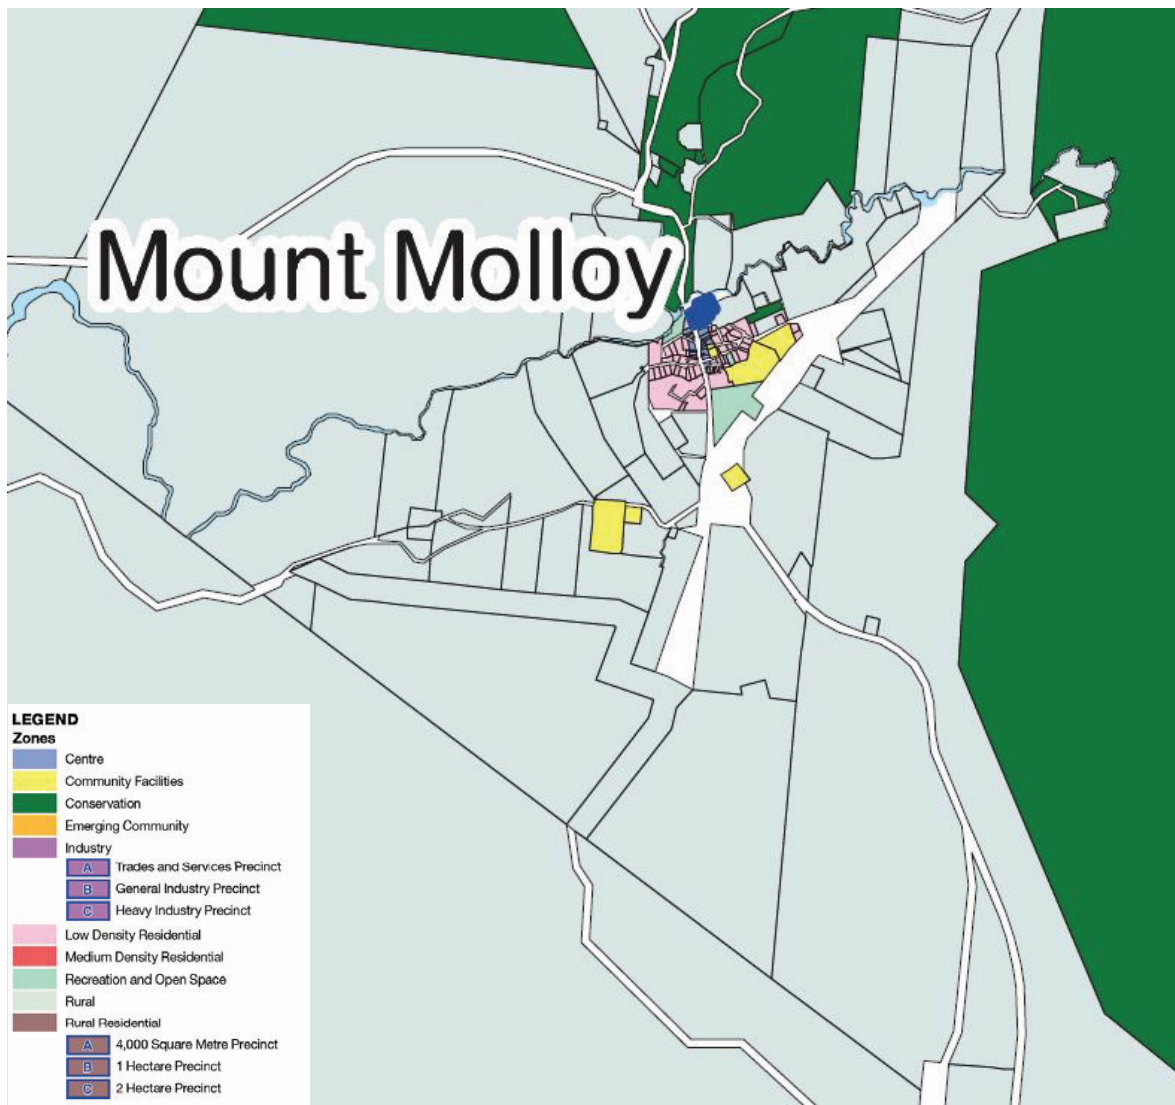 Mount Molloy
LEGEND
Zones
Centre
Community Facilities
Conservation
Emerging Community
Industry
A Trades and Services Precinct
B General Industry Precinct
C Heavy Industry Precinct
Low Density Residential
Medium Density Residential
Recreation and Open Space
Rural
Rural Residential
A 4,000 Square Metre Precinct
B 1 Hectare Precinct
C 2 Hectare Precinct